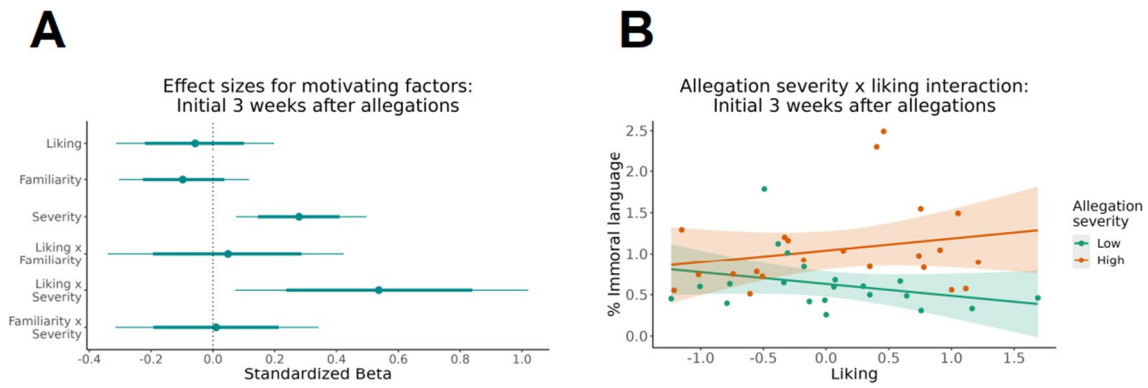 A
B
Effect sizes for motivating factors:
Initial 3 weeks after allegations
Liking
Familiarity
Severity
Liking x
Familiarity
Liking x
Severity
Familiarity x
Severity
-0.4
-0.2
0.0
0.2
0.4
0.6
0.8
1.0
Standardized Beta
Allegation severity x liking interaction:
Initial 3 weeks after allegations
% Immoral language
2.5
2.0
1.5
1.0
0.5
0.0
-1.0
-0.5
0.0
0.5
1.0
1.5
Liking
Allegation
severity
Low
High